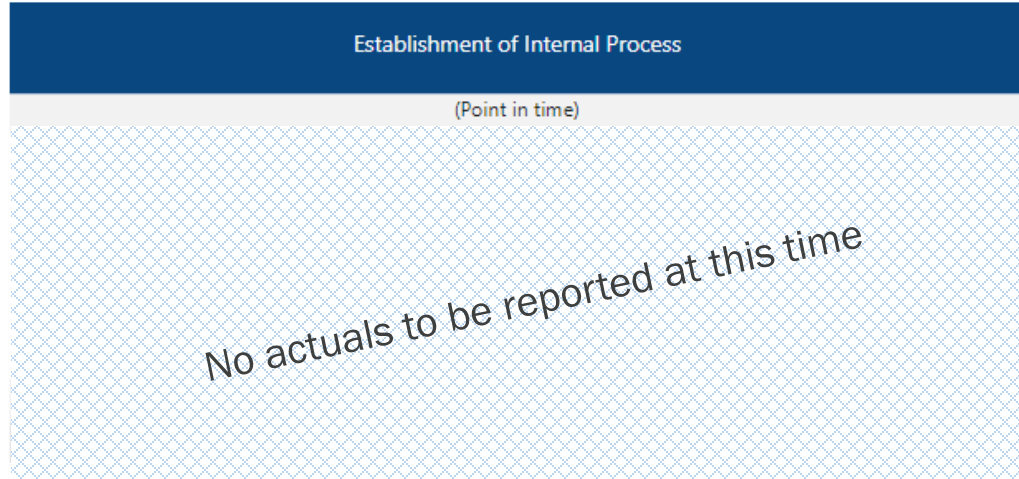 Establishment of Internal Process
(Point in time)
No actuals to be reported at this time